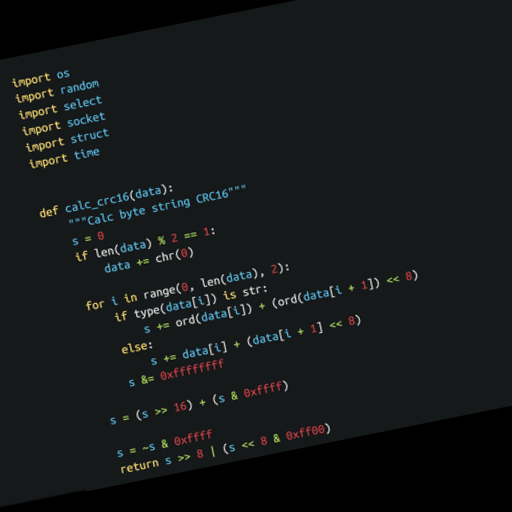 import os
import random
import select
import socket
import struct
import time
def calc_crc16(data):
"""Calc byte string CRC16"""
s = 0
if len(data) % 2 == 1:
data += chr(0)
for i in range(0, len(data), 2):
if type(data[i]) is str:
s += ord(data[i]) + (ord(data[i + 1]) << 8)
else:
s += data[i] + (data[i + 1] << 8)
s &= 0xffffffff
s = (s >> 16) + (s & 0xffff)
s = ~s & 0xffff
return s >> 8 | (s << 8 & 0xff00)